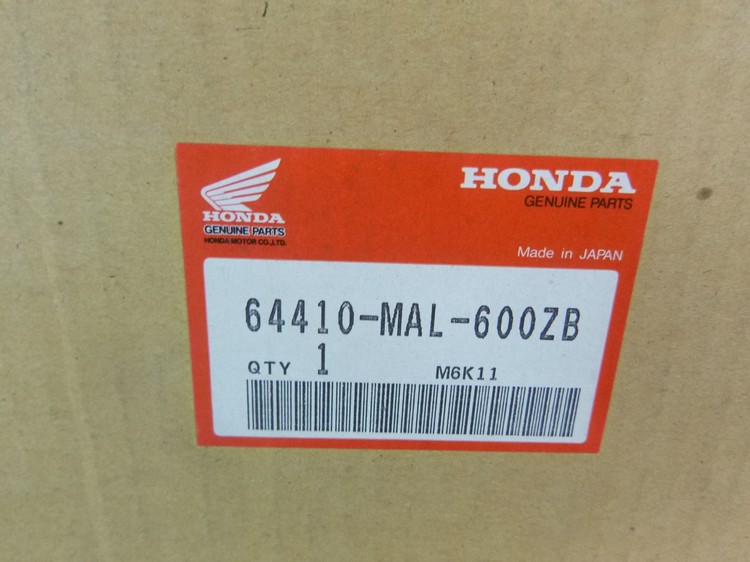 HONDA
GENUINE PARTS
HONDA MOTOR CO.,LTD.
HONDA
GENUINE PARTS
Made in JAPAN
64410-MAL-600ZB
QTY 1 M6K11